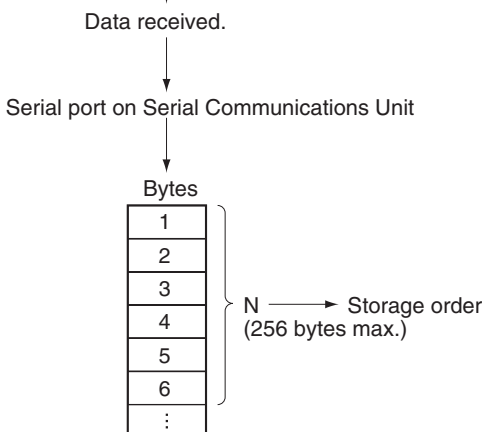 Data received.
Serial port on Serial Communications Unit
Bytes
1
2
3
4
5
6
⋮
N → Storage order
(256 bytes max.)